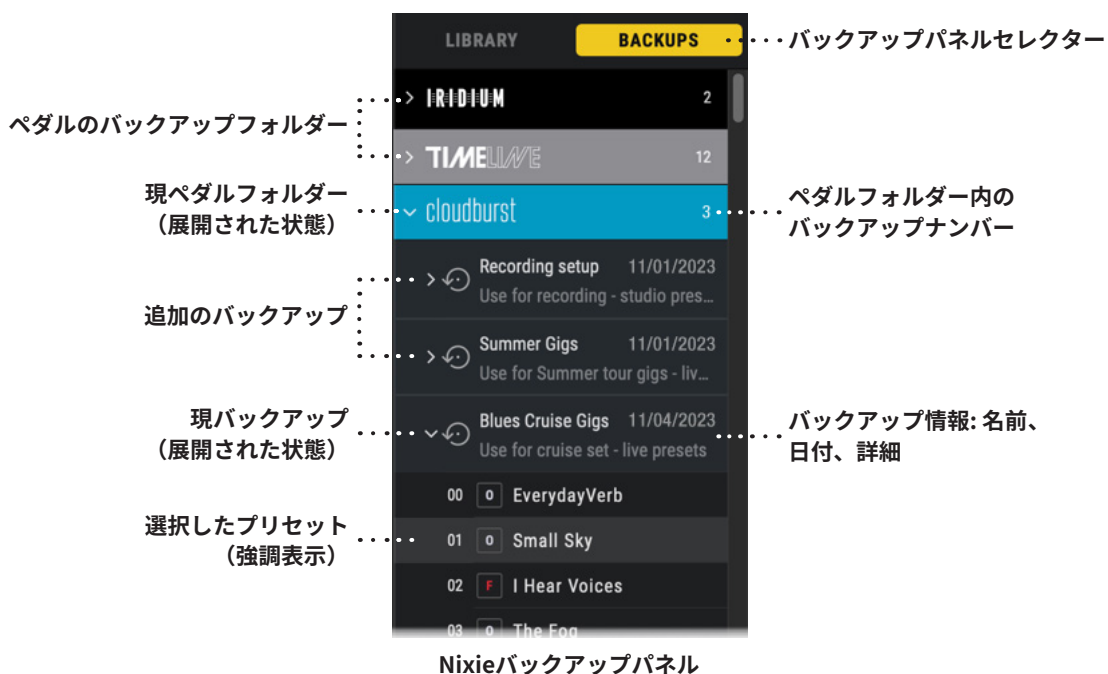 LIBRARY
BACKUPS
バックアップパネルセレクター
ペダルのバックアップフォルダー
IRIDIUM
2
TIMELINE
12
現ペダルフォルダー
（展開された状態）
cloudburst
3
ペダルフォルダー内の
バックアップナンバー
追加のバックアップ
Recording setup 11/01/2023
Use for recording - studio pres...
Summer Gigs 11/01/2023
Use for Summer tour gigs - liv...
現バックアップ
（展開された状態）
Blues Cruise Gigs 11/04/2023
Use for cruise set - live presets
バックアップ情報: 名前、
日付、詳細
00 O EverydayVerb
選択したプリセット
（強調表示）
01 O Small Sky
02 F I Hear Voices
03 O The Fog
Nixieバックアップパネル